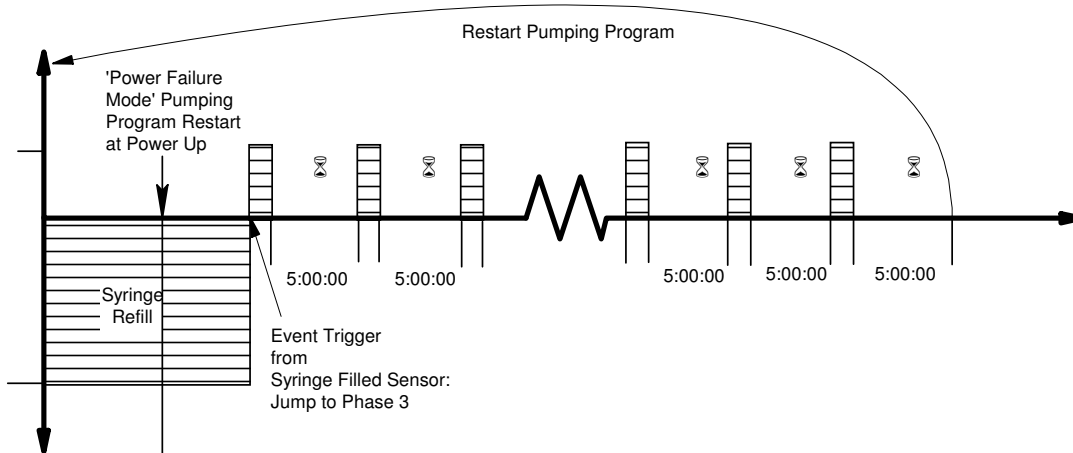 Restart Pumping Program
'Power Failure
Mode' Pumping
Program Restart
at Power Up
5:00:00
5:00:00
5:00:00
5:00:00
5:00:00
Syringe
Refill
Event Trigger
from
Syringe Filled Sensor:
Jump to Phase 3